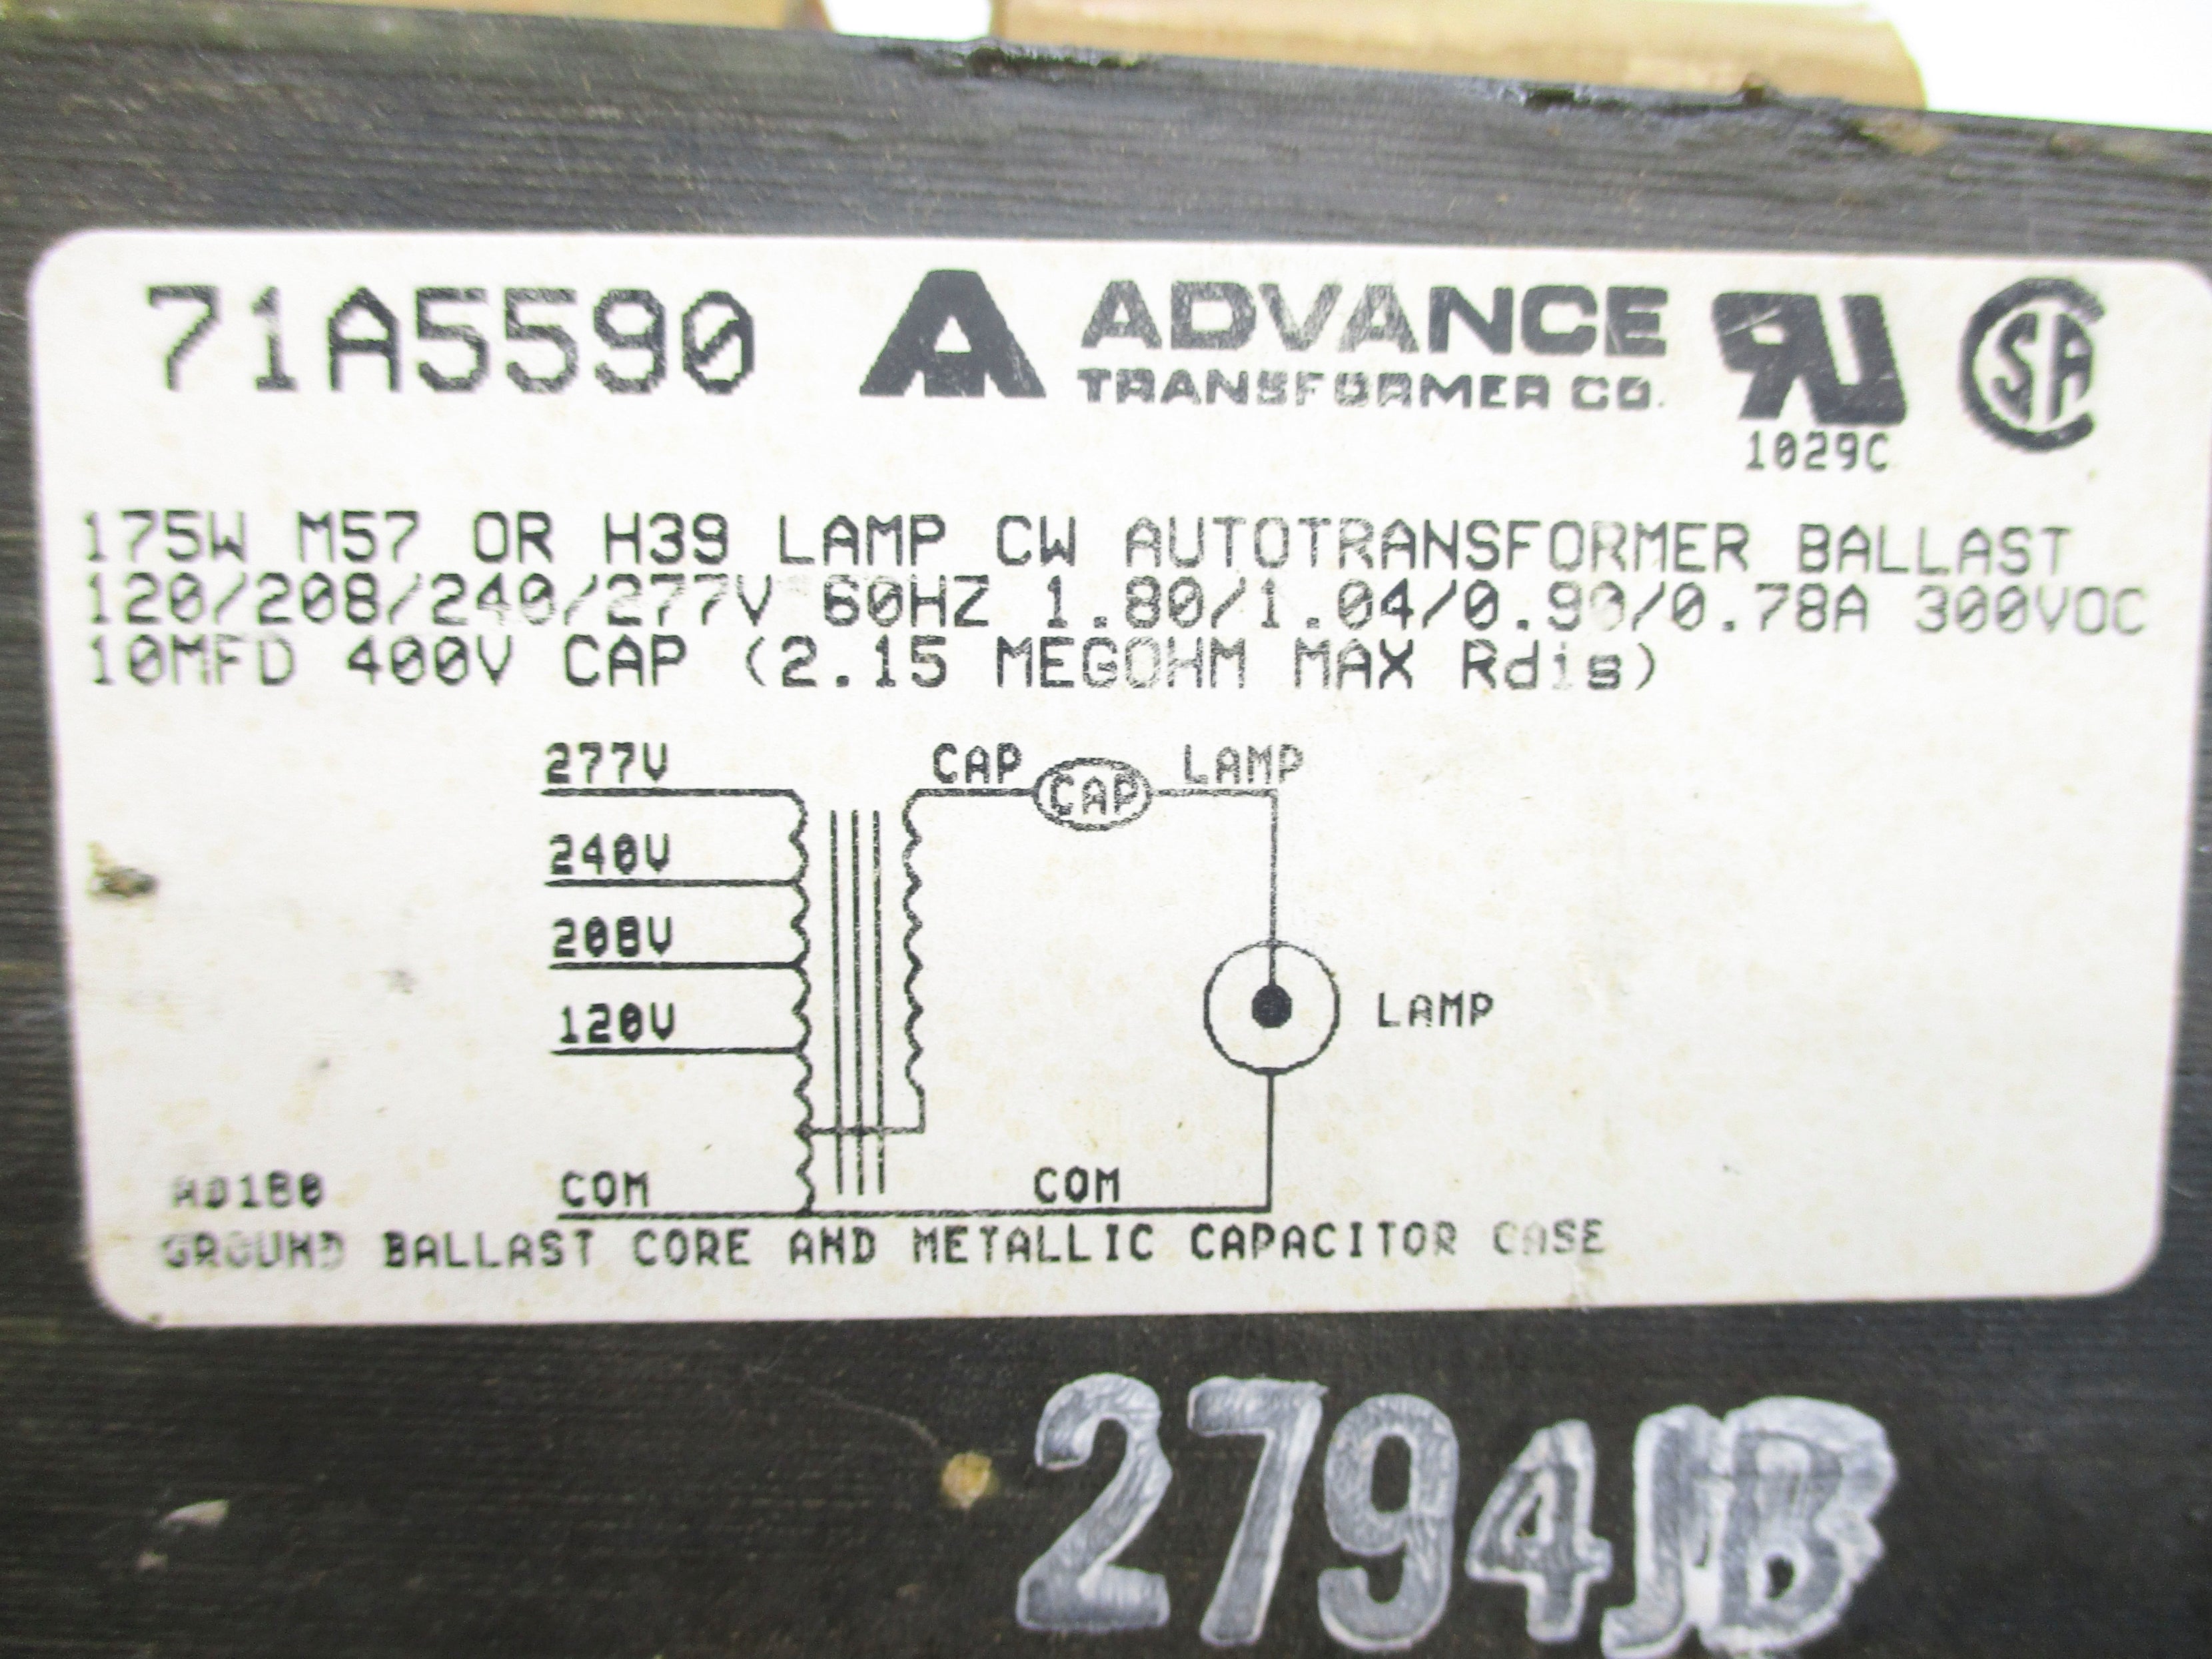 71A5590 ADVANCE
TRANSFORMER CO.
1029C
SA
175W M57 OR H39 LAMP CW AUTOTRANSFORMER BALLAST
120/208/240/277V 60HZ 1.80/1.04/0.90/0.78A 300VOC
10MFD 400V CAP (2.15 MEGOHM MAX Rdis)
277V
CAP CAP LAMP
240V
208V
120V
LAMP
COM
COM
GROUND BALLAST CORE AND METALLIC CAPACITOR CASE
2794